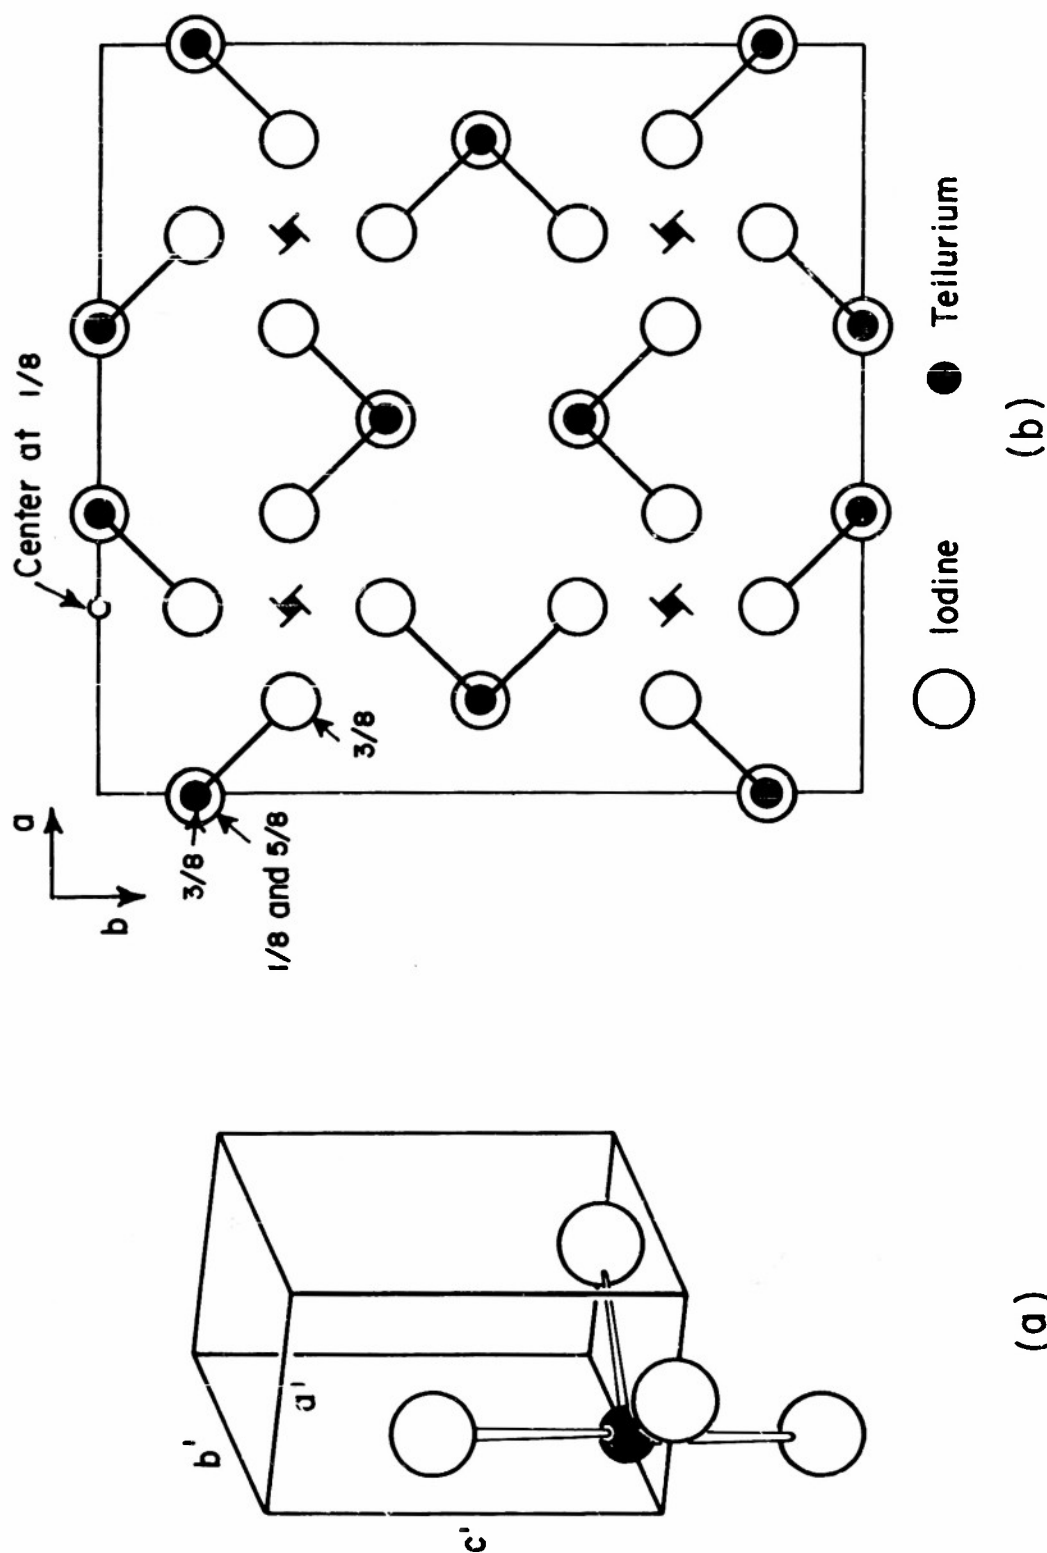 Center at 1/8
a
b
3/8
1/8 and 5/8
3/8
Iodine
Teilurium
(b)
b'
a'
c'
(a)